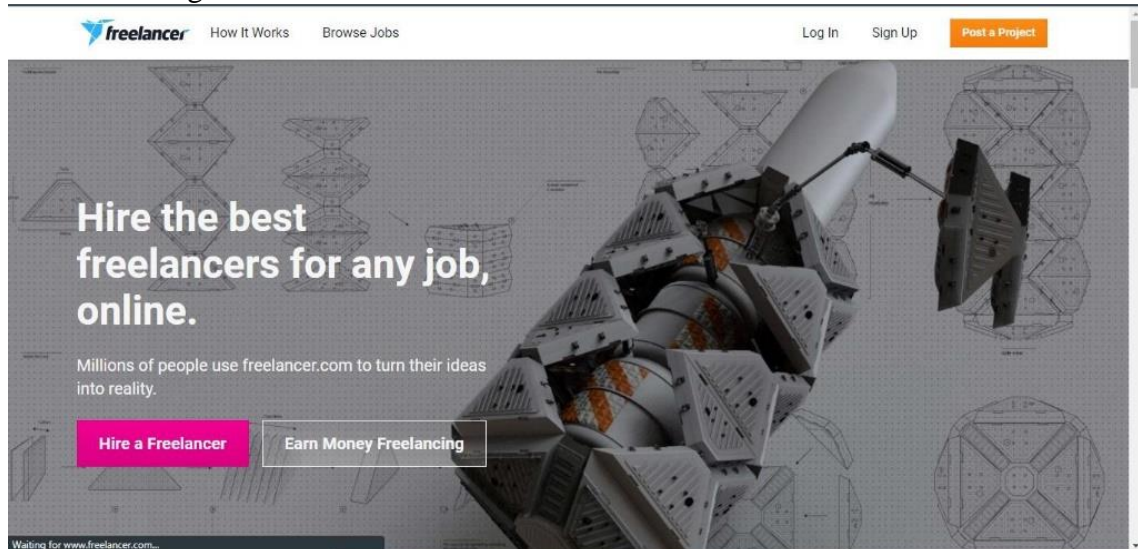 freelancer How It Works Browse Jobs Log In Sign Up Post a Project
Hire the best
freelancers for any job,
online.
Millions of people use freelancer.com to turn their ideas
into reality.
Hire a Freelancer Earn Money Freelancing
Waiting for www.freelancer.com...